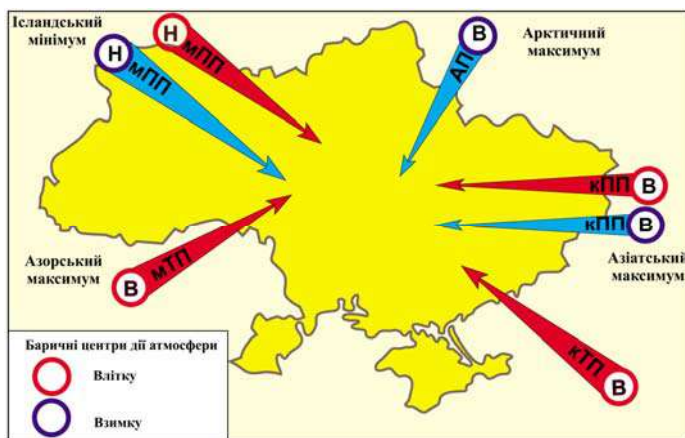 Ісландський
мінімум
Н
мПП
Н
мПП
В
АП
Арктичний
максимум
кПП В
кПП В
Азорський
максимум
В
мТП
Азіатський
максимум
кТП
В
Баричні центри дії атмосфери
Влітку
Взимку